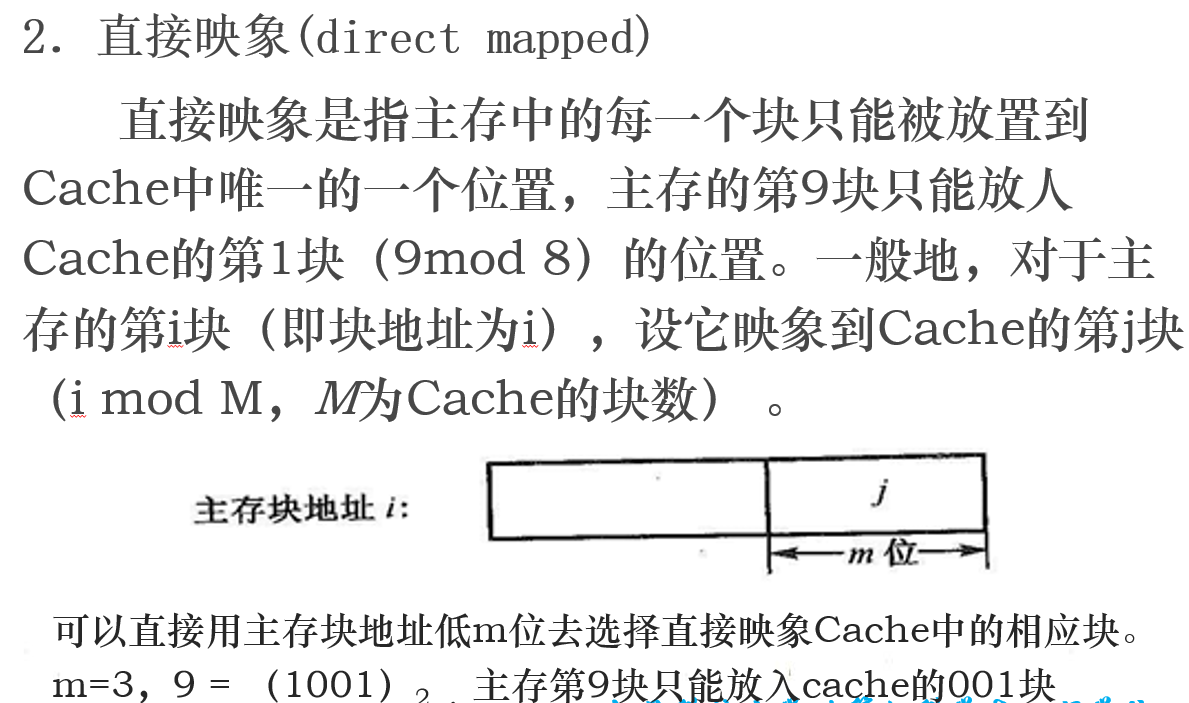 2. 直接映象(direct mapped)
直接映象是指主存中的每一个块只能被放置到
Cache中唯一的一个位置，主存的第9块只能放人
Cache的第1块（9mod 8）的位置。一般地，对于主
存的第i块（即块地址为i），设它映象到Cache的第j块
（i mod M，M为Cache的块数） 。
主存块地址 i:
j
m 位
可以直接用主存块地址低m位去选择直接映象Cache中的相应块。
m=3，9 = （1001）2 ，主存第9块只能放入cache的001块